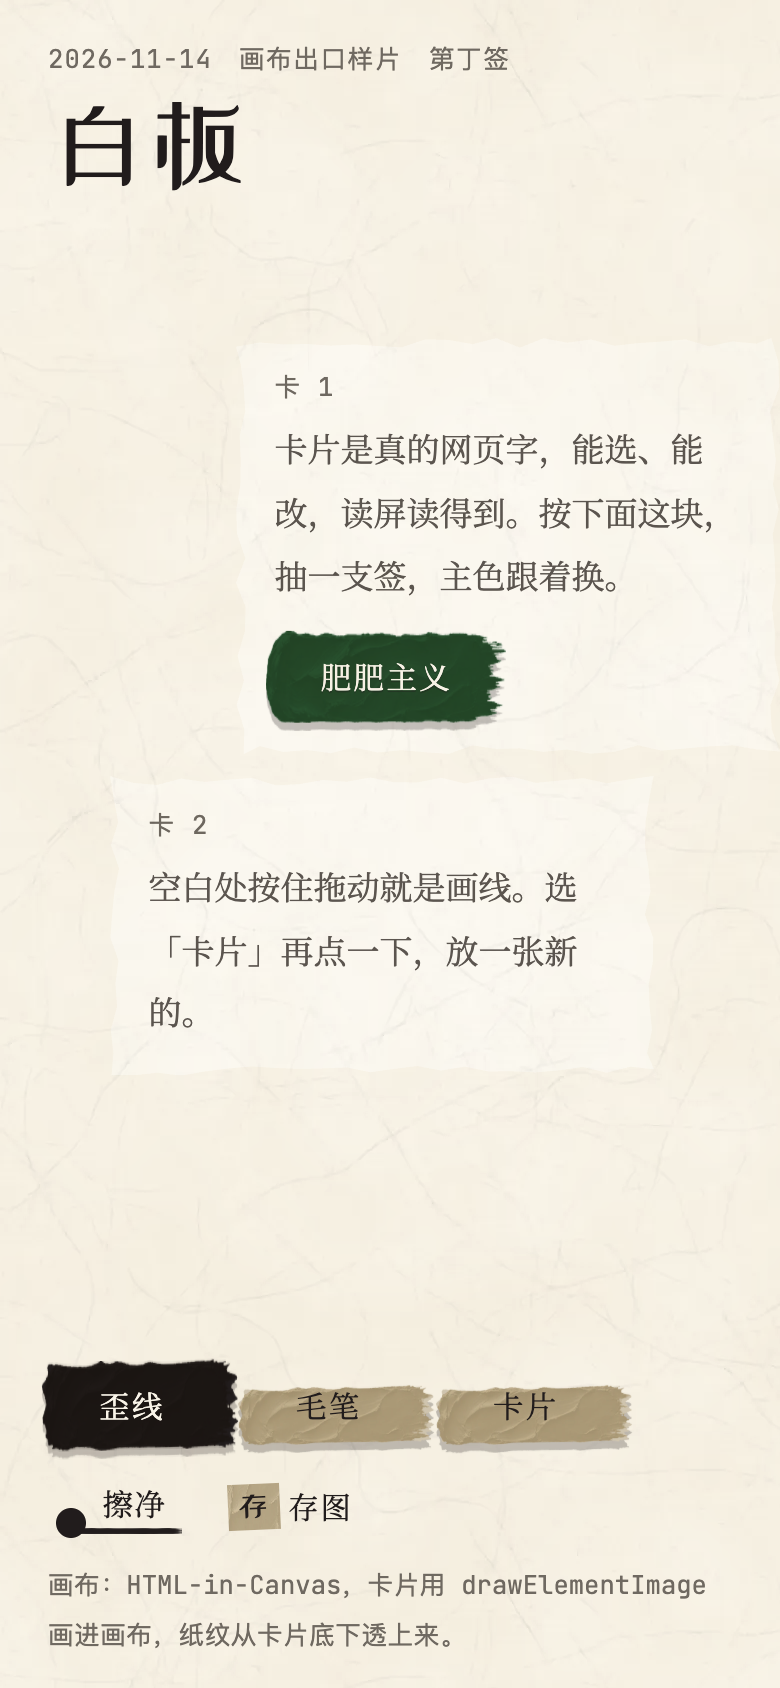 2026-11-14 画布出口样片 第丁签
白板
卡 1
卡片是真的网页字，能选、能
改，读屏读得到。按下面这块，
抽一支签，主色跟着换。
肥肥主义
卡 2
空白处按住拖动就是画线。选
「卡片」再点一下，放一张新
的。
歪线 毛笔 卡片
擦净 存 存图
画布：HTML-in-Canvas，卡片用 drawElementImage
画进画布，纸纹从卡片底下透上来。